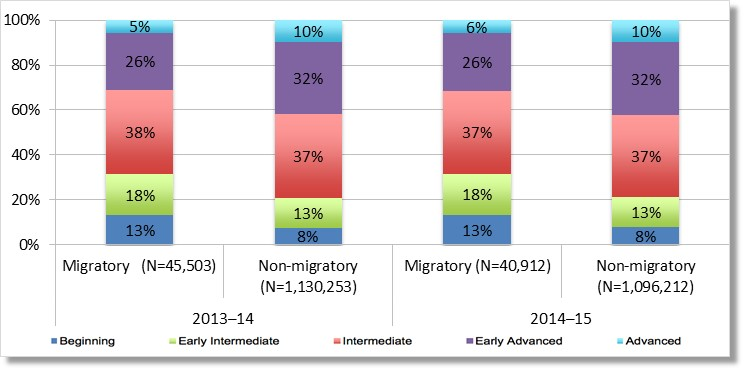 100%
5%
10%
6%
10%
80%
26%
32%
26%
32%
60%
38%
37%
37%
37%
40%
20%
18%
13%
18%
13%
0%
13%
8%
13%
8%
Migratory (N=45,503)
Non-migratory
(N=1,130,253)
Migratory (N=40,912)
Non-migratory
(N=1,096,212)
2013–14
2014–15
Beginning
Early Intermediate
Intermediate
Early Advanced
Advanced